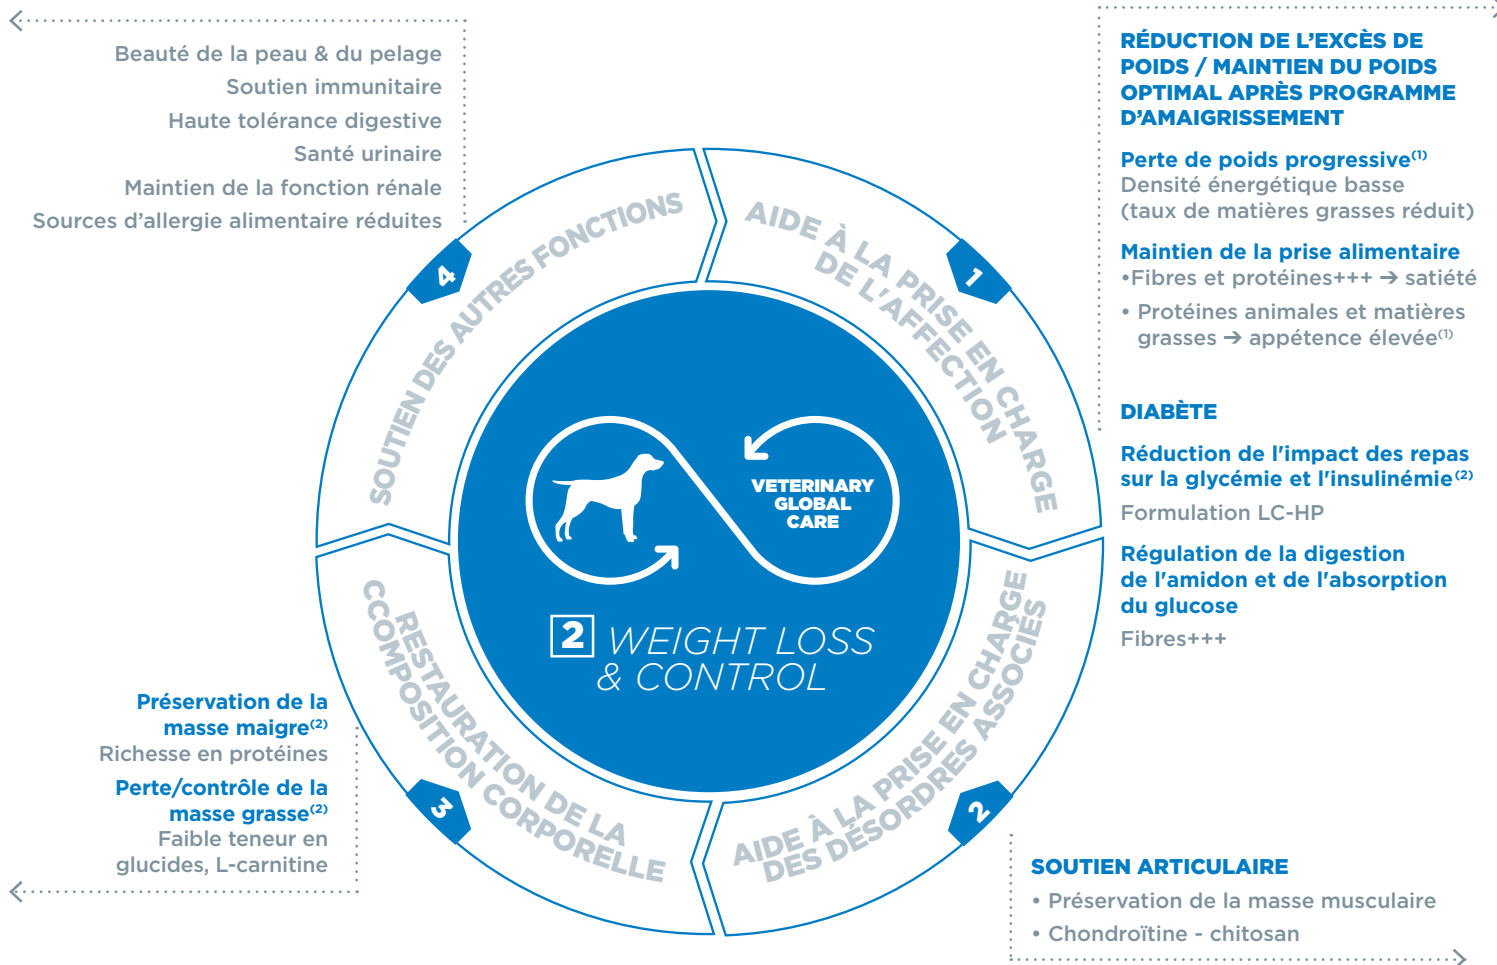 Beauté de la peau & du pelage
Soutien immunitaire
Haute tolérance digestive
Santé urinaire
Maintien de la fonction rénale
Sources d'allergie alimentaire réduites
RÉDUCTION DE L'EXCÈS DE
POIDS / MAINTIEN DU POIDS
OPTIMAL APRÈS PROGRAMME
D'AMAIGRISSEMENT
Perte de poids progressive(1)
Densité énergétique basse
(taux de matières grasses réduit)
Maintien de la prise alimentaire
•Fibres et protéines+++ ➔ satiété
• Protéines animales et matières
grasses ➔ appétence élevée(1)
DIABÈTE
Réduction de l'impact des repas
sur la glycémie et l'insulinémie(2)
Formulation LC-HP
Régulation de la digestion
de l'amidon et de l'absorption
du glucose
Fibres+++
1
AIDE À LA PRISE EN CHARGE
DE L'AFFECTION
2
AIDE À LA PRISE EN CHARGE
DES DÉSORDRES ASSOCIÉS
3
RESTAURATION DE LA
CCOMPOSITION CORPORELLE
4
SOUTIEN DES AUTRES FONCTIONS
VETERINARY
GLOBAL
CARE
2 WEIGHT LOSS
& CONTROL
Préservation de la
masse maigre(2)
Richesse en protéines
Perte/contrôle de la
masse grasse(2)
Faible teneur en
glucides, L-carnitine
SOUTIEN ARTICULAIRE
• Préservation de la masse musculaire
• Chondroïtine - chitosan